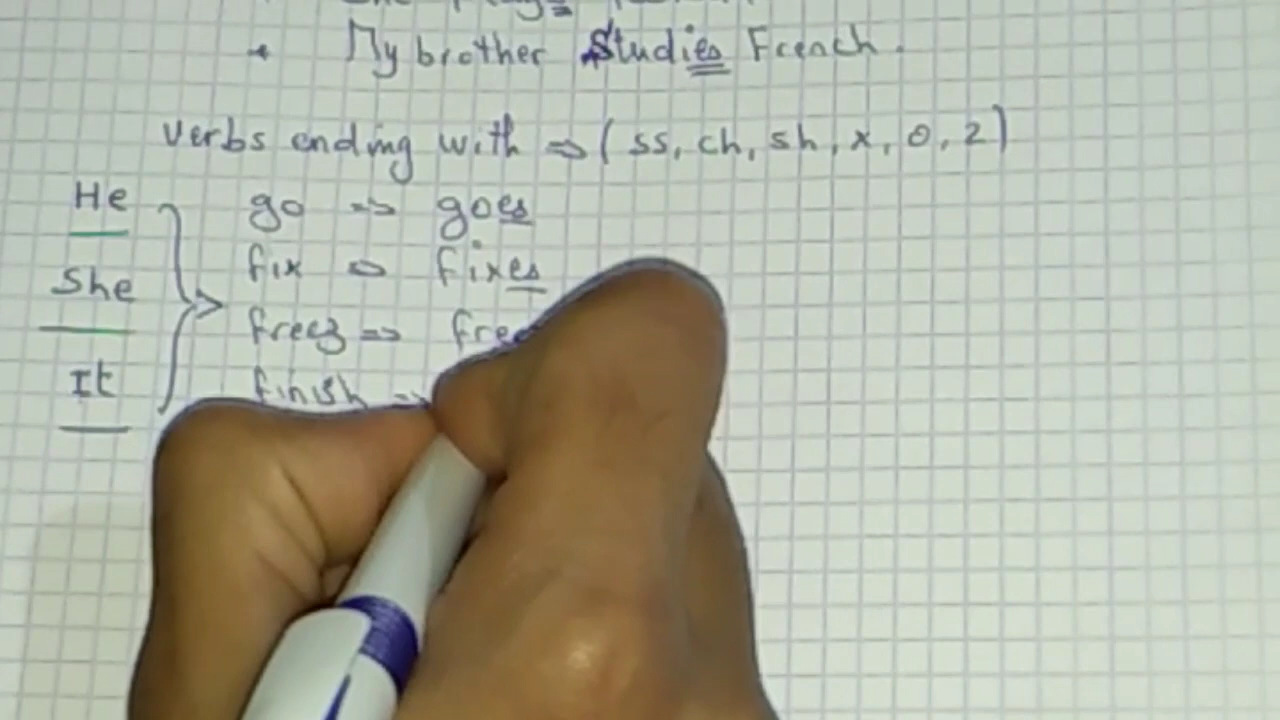 * My brother Studies French.
verbs ending with => ( ss, ch, sh, x, o, z )
He
She
It
go => goes
fix => fixes
freez =>
finish =>